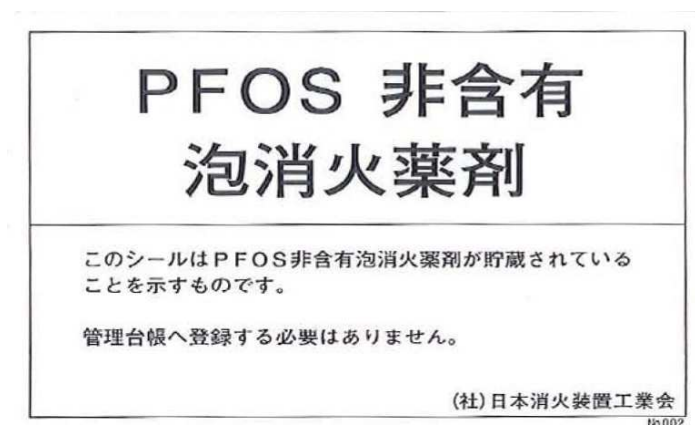 PFOS 非含有
泡消火薬剤
このシールはPFOS非含有泡消火薬剤が貯蔵されている
ことを示すものです。
管理台帳へ登録する必要はありません。
(社)日本消火装置工業会
№002